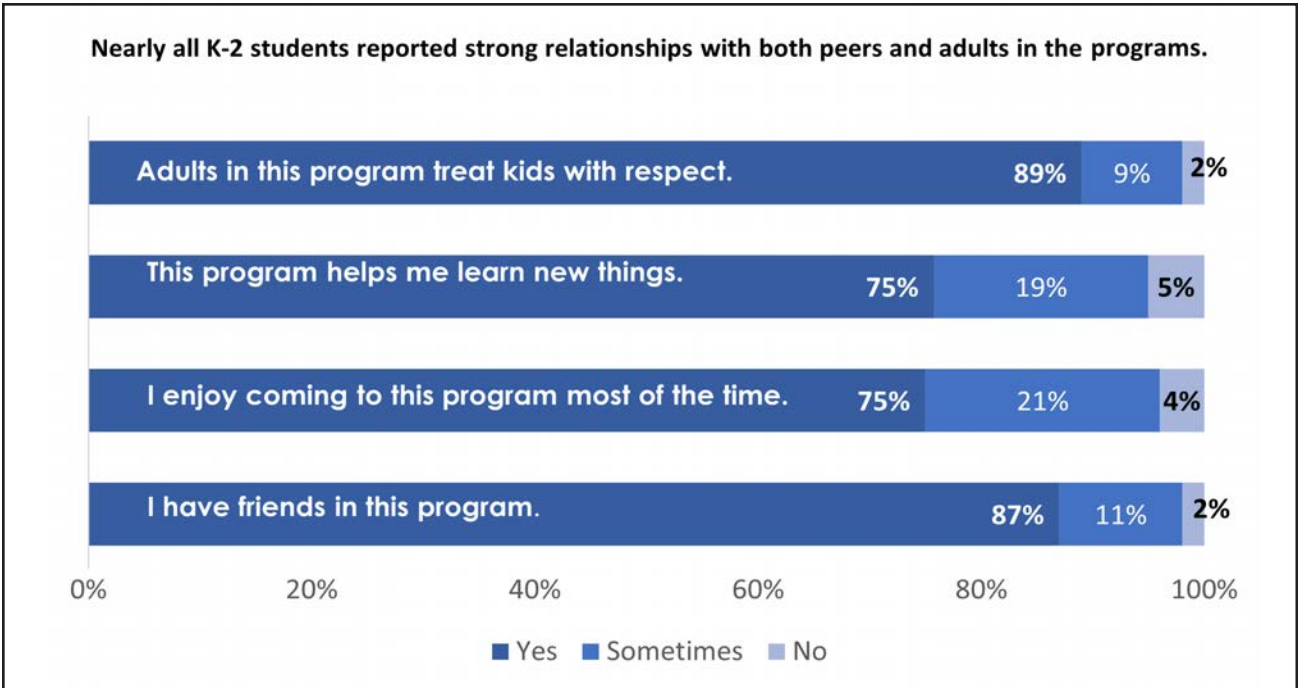 Nearly all K-2 students reported strong relationships with both peers and adults in the programs.
Adults in this program treat kids with respect. 89% 9% 2%
This program helps me learn new things. 75% 19% 5%
I enjoy coming to this program most of the time. 75% 21% 4%
I have friends in this program. 87% 11% 2%
0% 20% 40% 60% 80% 100%
Yes Sometimes No